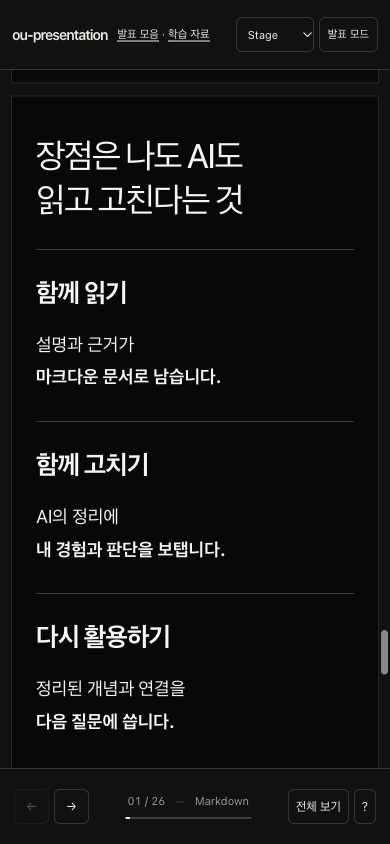 ou-presentation 발표 모음 · 학습 자료 Stage 발표 모드
장점은 나도 AI도
읽고 고친다는 것
함께 읽기
설명과 근거가
마크다운 문서로 남습니다.
함께 고치기
AI의 정리에
내 경험과 판단을 보탭니다.
다시 활용하기
정리된 개념과 연결을
다음 질문에 씁니다.
← → 01 / 26 — Markdown 전체 보기 ?